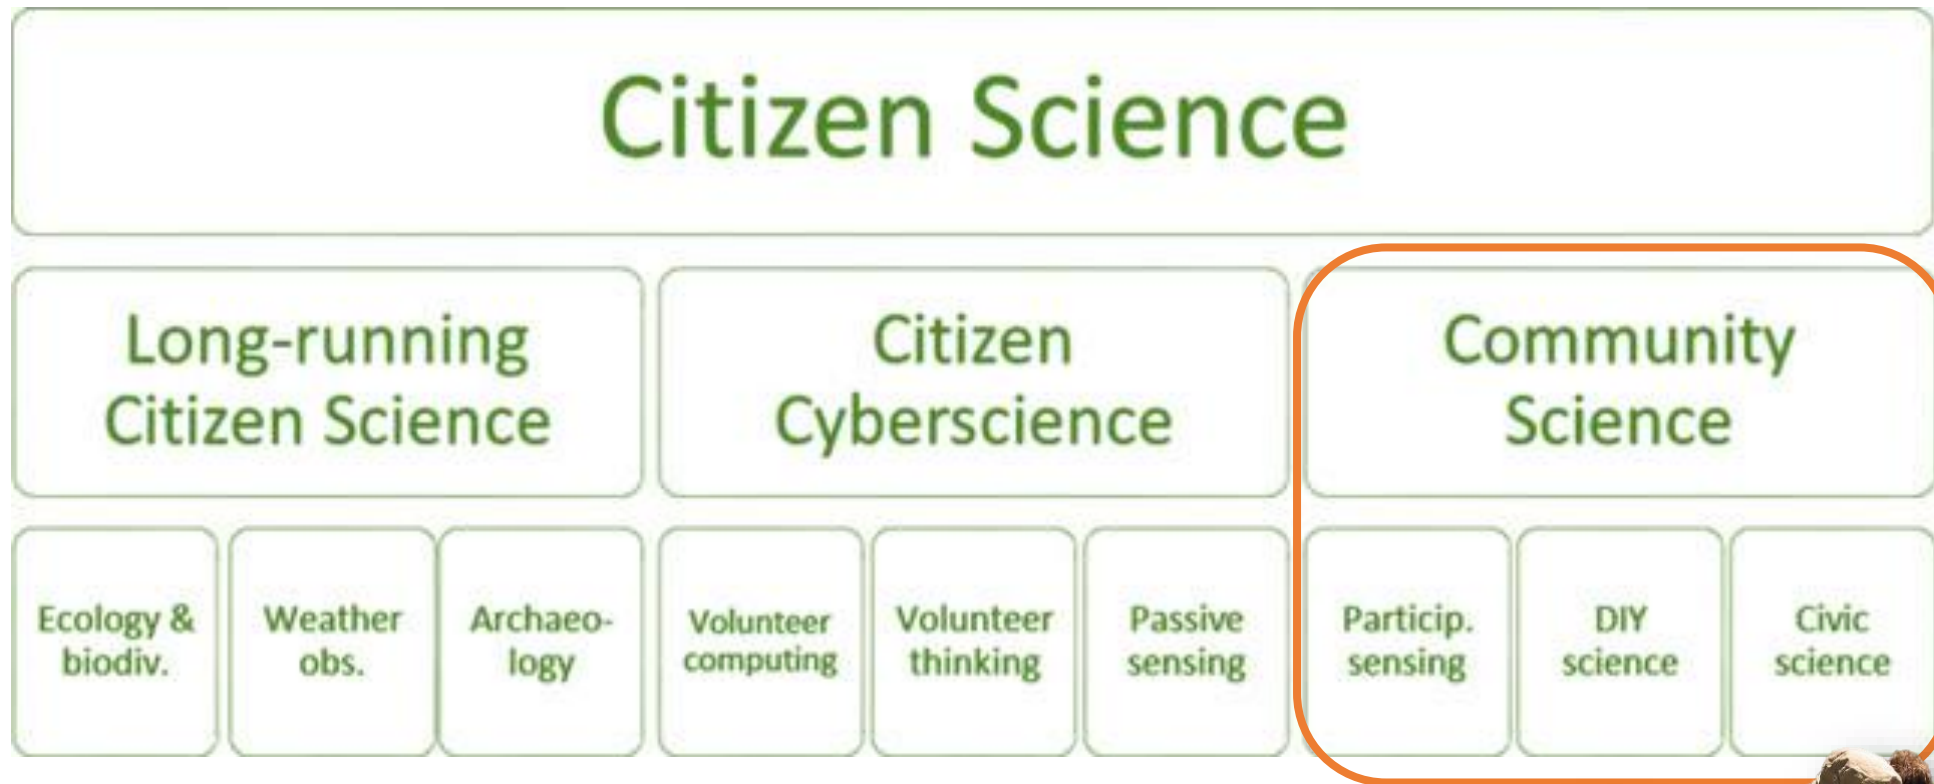 Citizen Science
Long-running
Citizen Science
Citizen
Cyberscience
Community
Science
Ecology &
biodiv.
Weather
obs.
Archaeo-
logy
Volunteer
computing
Volunteer
thinking
Passive
sensing
Particip.
sensing
DIY
science
Civic
science